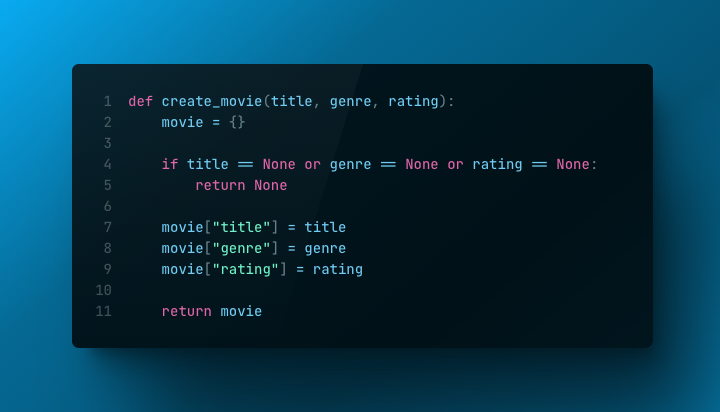 1 def create_movie(title, genre, rating):
2     movie = {}
3
4     if title == None or genre == None or rating == None:
5         return None
6
7     movie["title"] = title
8     movie["genre"] = genre
9     movie["rating"] = rating
10
11     return movie